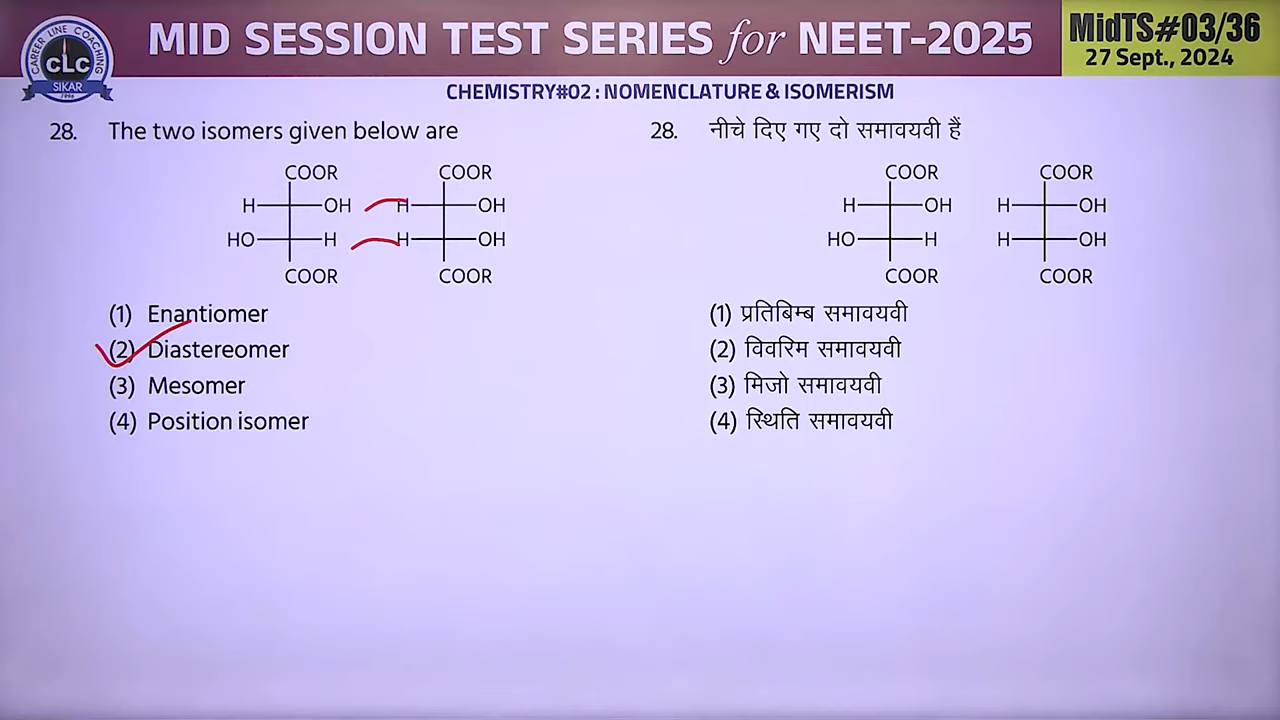 CAREER LINE COACHING
CLC
SIKAR
1996
MID SESSION TEST SERIES for NEET-2025
MidTS#03/36
27 Sept., 2024
CHEMISTRY#02 : NOMENCLATURE & ISOMERISM
28. The two isomers given below are
COOR COOR
H OH H OH
HO H H OH
COOR COOR
(1) Enantiomer
(2) Diastereomer
(3) Mesomer
(4) Position isomer
28. नीचे दिए गए दो समावयवी हैं
COOR COOR
H OH H OH
HO H H OH
COOR COOR
(1) प्रतिबिम्ब समावयवी
(2) विवरिम समावयवी
(3) मिजो समावयवी
(4) स्थिति समावयवी